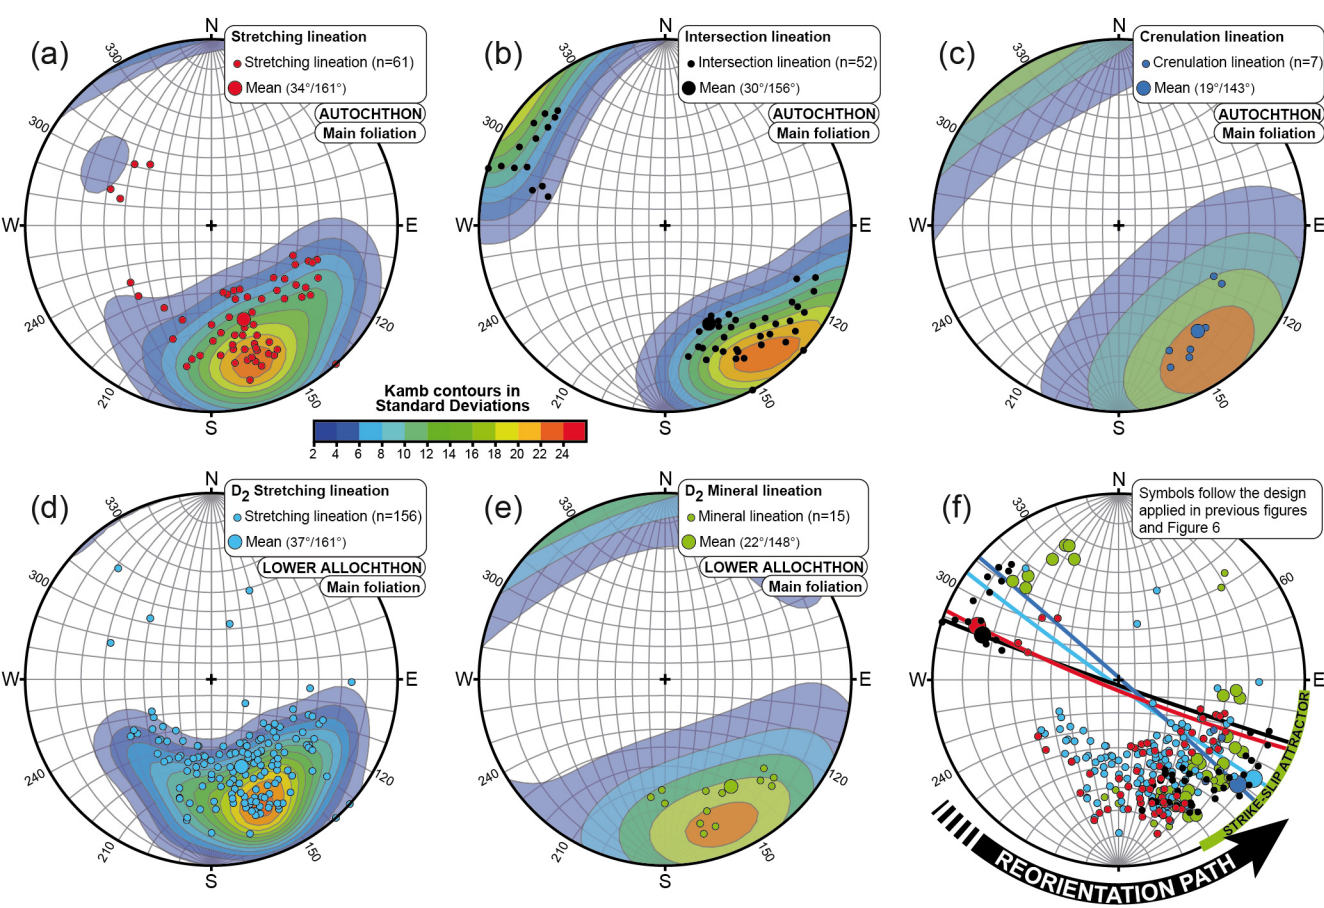 (a)
N
330
300
W
240
210
S
150
120
E
Stretching lineation
Stretching lineation (n=61)
Mean (34°/161°)
AUTOCHTHON
Main foliation
(b)
N
330
300
W
240
210
S
150
120
E
Intersection lineation
Intersection lineation (n=52)
Mean (30°/156°)
AUTOCHTHON
Main foliation
(c)
N
330
300
W
240
210
S
150
120
E
Crenulation lineation
Crenulation lineation (n=7)
Mean (19°/143°)
AUTOCHTHON
Main foliation
Kamb contours in
Standard Deviations
2 4 6 8 10 12 14 16 18 20 22 24
(d)
N
330
300
W
240
210
S
150
120
E
D2 Stretching lineation
Stretching lineation (n=156)
Mean (37°/161°)
LOWER ALLOCHTHON
Main foliation
(e)
N
330
300
W
240
210
S
150
120
E
D2 Mineral lineation
Mineral lineation (n=15)
Mean (22°/148°)
LOWER ALLOCHTHON
Main foliation
(f)
N
330
300
W
240
60
E
Symbols follow the design
applied in previous figures
and Figure 6
STRIKE-SLIP ATTRACTOR
REORIENTATION PATH